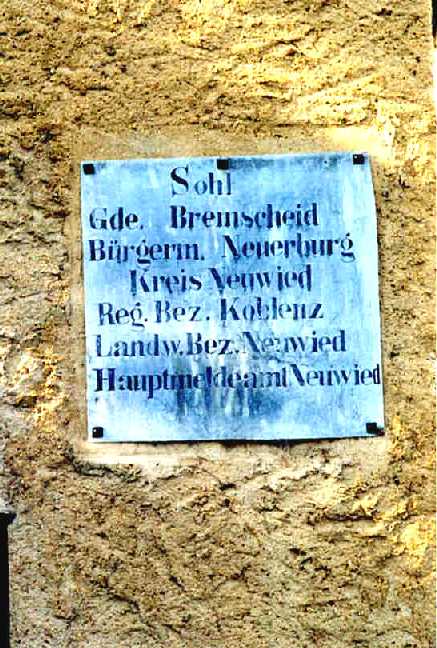 Sohl
Gde. Bremscheid
Bürgerm. Neuerburg
Kreis Neuwied
Reg. Bez. Koblenz
Landw. Bez. Neuwied
Hauptmeldeamt Neuwied